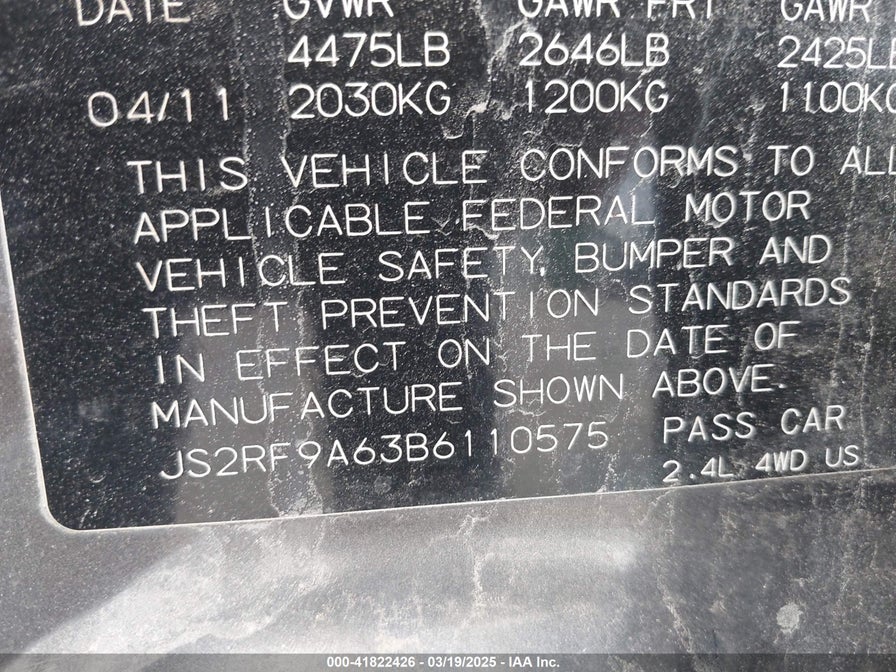 DATE GVWR GAWR FRT GAWR
4475LB 2646LB 2425LB
04/11 2030KG 1200KG 1100KG
THIS VEHICLE CONFORMS TO ALL
APPLICABLE FEDERAL MOTOR
VEHICLE SAFETY, BUMPER AND
THEFT PREVENTION STANDARDS
IN EFFECT ON THE DATE OF
MANUFACTURE SHOWN ABOVE.
JS2RF9A63B6110575 PASS CAR
2.4L 4WD US
000-41822426 - 03/19/2025 - IAA Inc.